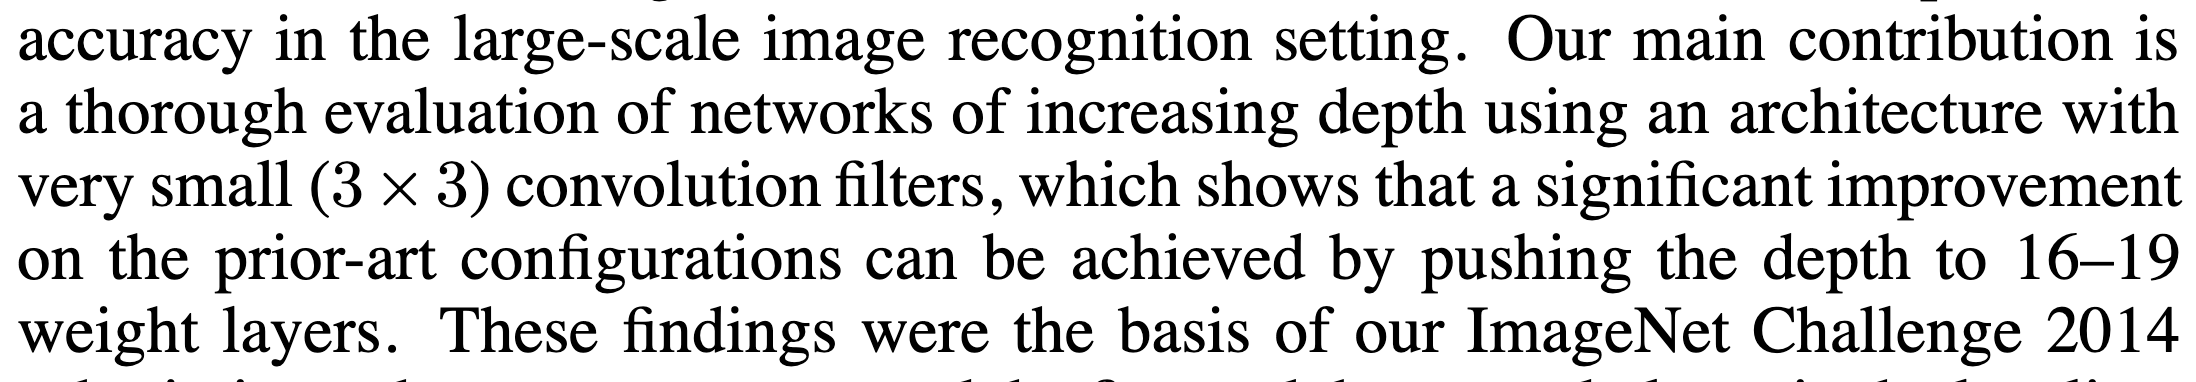 accuracy in the large-scale image recognition setting. Our main contribution is
a thorough evaluation of networks of increasing depth using an architecture with
very small (3 × 3) convolution filters, which shows that a significant improvement
on the prior-art configurations can be achieved by pushing the depth to 16–19
weight layers. These findings were the basis of our ImageNet Challenge 2014